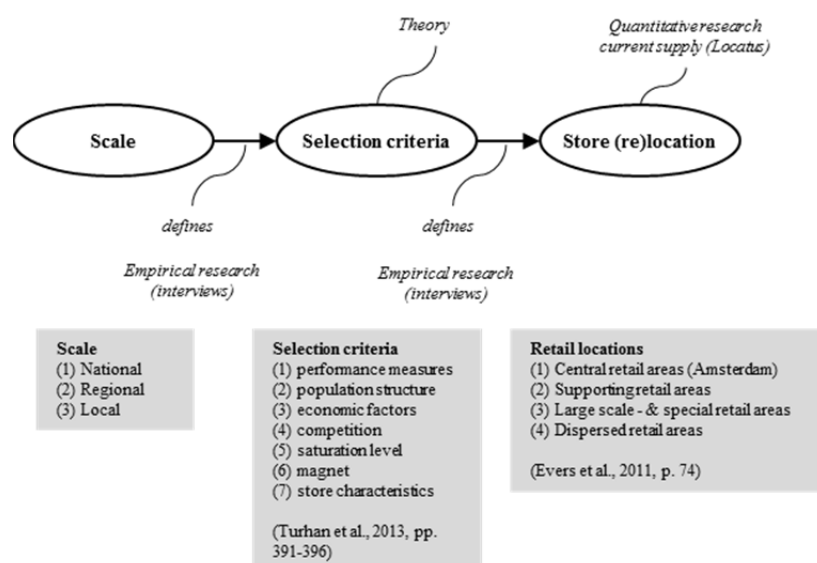 Theory
Quantitative research
current supply (Locatus)
Scale
Selection criteria
Store (re)location
defines
defines
Empirical research
(interviews)
Empirical research
(interviews)
Scale
(1) National
(2) Regional
(3) Local
Selection criteria
(1) performance measures
(2) population structure
(3) economic factors
(4) competition
(5) saturation level
(6) magnet
(7) store characteristics
(Turhan et al., 2013, pp.
391-396)
Retail locations
(1) Central retail areas (Amsterdam)
(2) Supporting retail areas
(3) Large scale - & special retail areas
(4) Dispersed retail areas
(Evers et al., 2011, p. 74)